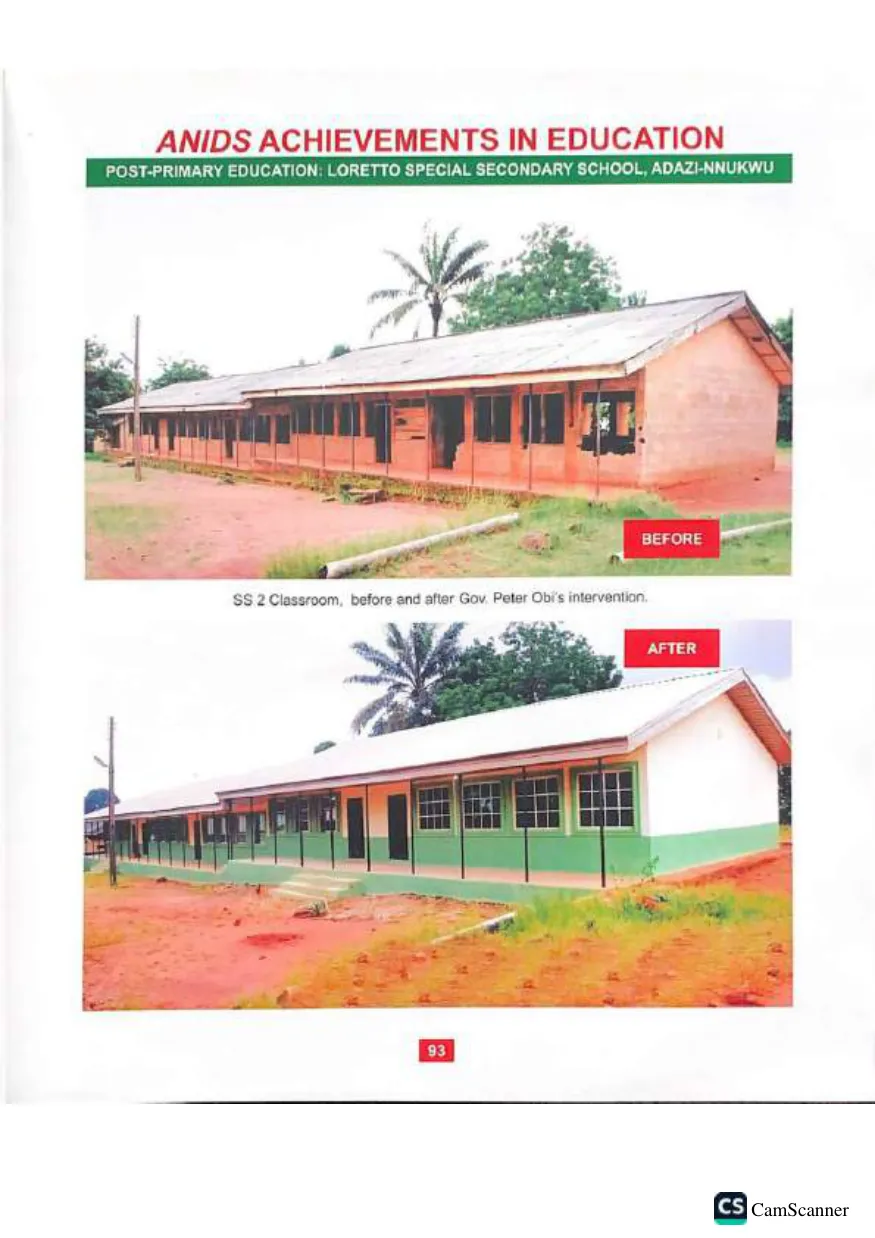 ANIDS ACHIEVEMENTS IN EDUCATION
POST-PRIMARY EDUCATION: LORETTO SPECIAL SECONDARY SCHOOL, ADAZI-NNUKWU
BEFORE
SS 2 Classroom, before and after Gov. Peter Obi's intervention.
AFTER
93
CS CamScanner